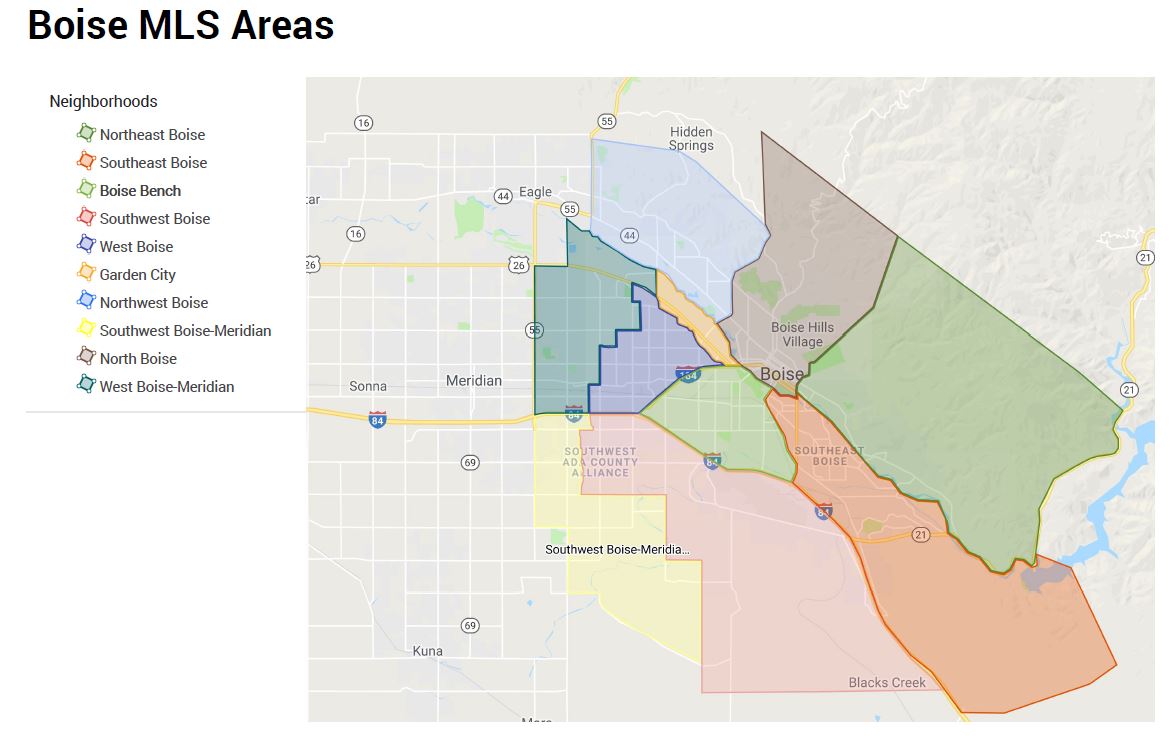 Boise MLS Areas
Neighborhoods
Northeast Boise
Southeast Boise
Boise Bench
Southwest Boise
West Boise
Garden City
Northwest Boise
Southwest Boise-Meridian
North Boise
West Boise-Meridian
55
16
Hidden
Springs
44
Eagle
tar
55
16
44
26
26
21
55
Boise Hills
Village
184
Boise
Sonna
Meridian
21
84
84
SOUTHWEST
ADA COUNTY
ALLIANCE
SOUTHEAST
BOISE
69
84
84
21
Southwest Boise-Meridia...
69
Kuna
Blacks Creek